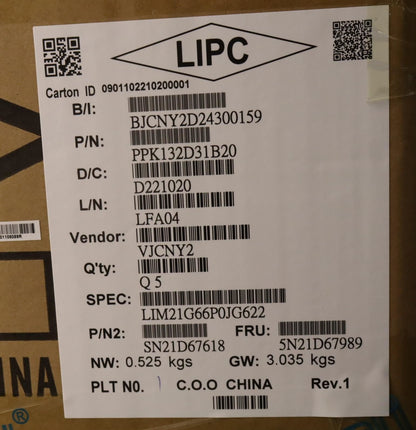 LIPC
Carton ID 0901102210200001
B/I:
BJCNY2D24300159
P/N:
PPK132D31B20
D/C:
D221020
L/N:
LFA04
Vendor:
VJCNY2
Q'ty:
Q 5
SPEC:
LIM21G66P0JG622
P/N2: FRU:
SN21D67618 5N21D67989
NW: 0.525 kgs GW: 3.035 kgs
PLT N0. C.O.O CHINA Rev.1
INA
®